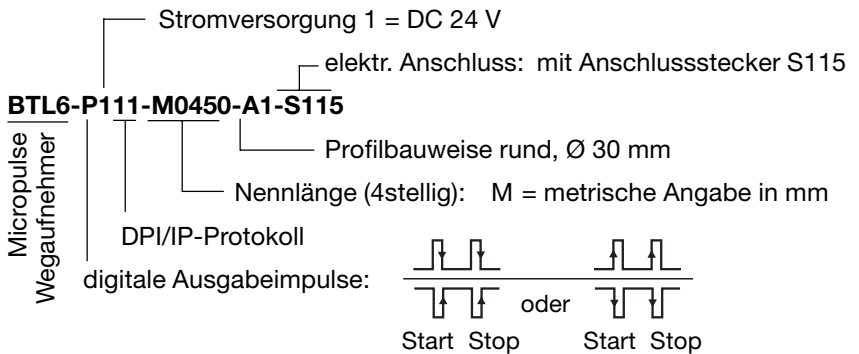 Stromversorgung 1 = DC 24 V
elektr. Anschluss: mit Anschlussstecker S115
BTL6-P111-M0450-A1-S115
Profilbauweise rund, Ø 30 mm
Nennlänge (4stellig): M = metrische Angabe in mm
DPI/IP-Protokoll
digitale Ausgabeimpulse:
oder
Start Stop Start Stop
Micropulse
Wegaufnehmer